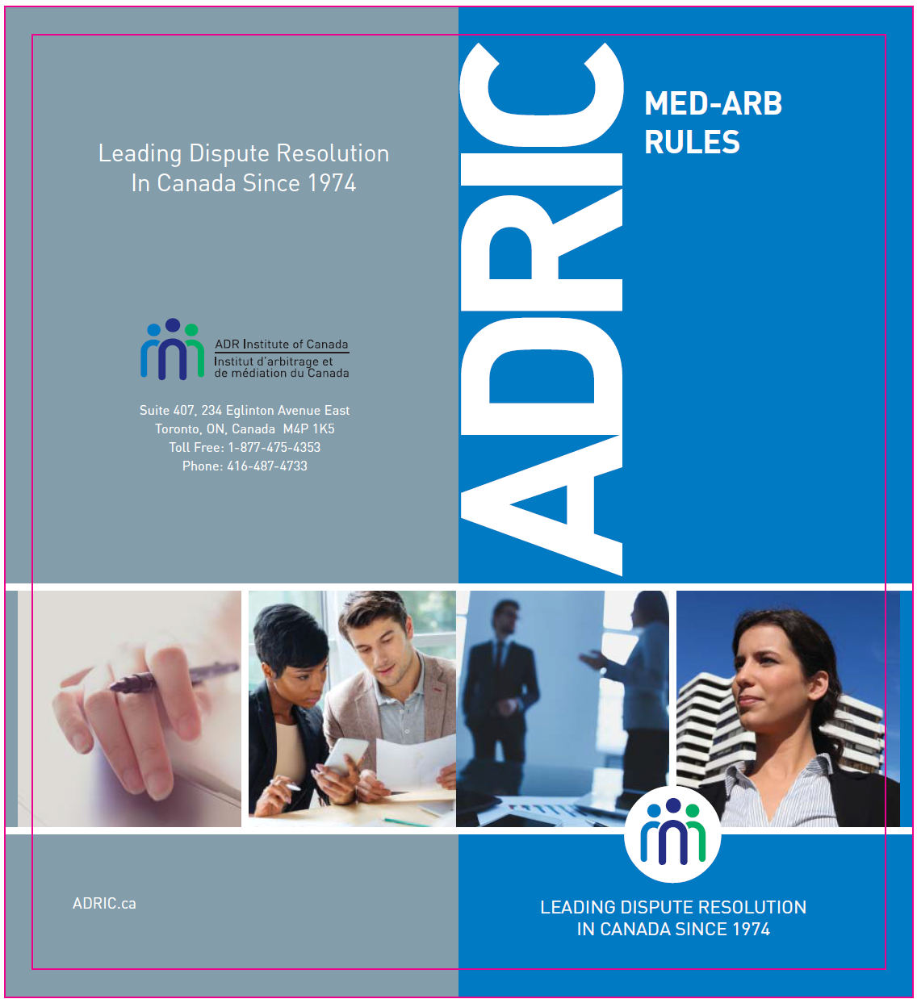 Leading Dispute Resolution
In Canada Since 1974
ADR Institute of Canada
Institut d'arbitrage et
de médiation du Canada
Suite 407, 234 Eglinton Avenue East
Toronto, ON, Canada M4P 1K5
Toll Free: 1-877-475-4353
Phone: 416-487-4733
ADRIC.ca
ADRIC
MED-ARB
RULES
LEADING DISPUTE RESOLUTION
IN CANADA SINCE 1974